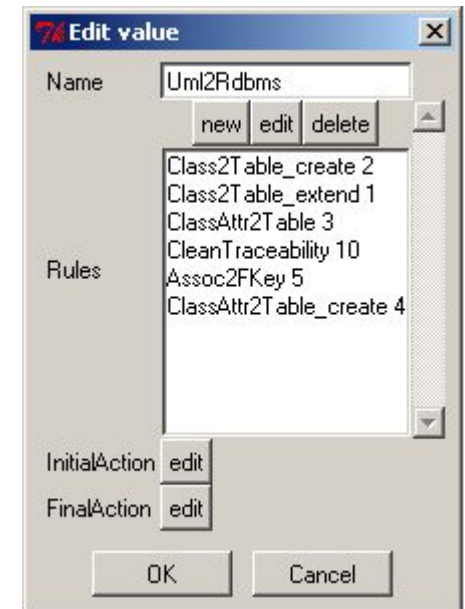 Edit value
Name Uml2Rdbms
new edit delete
Class2Table_create 2
Class2Table_extend 1
ClassAttr2Table 3
CleanTraceability 10
Rules
Assoc2FKey 5
ClassAttr2Table_create 4
InitialAction edit
FinalAction edit
OK Cancel